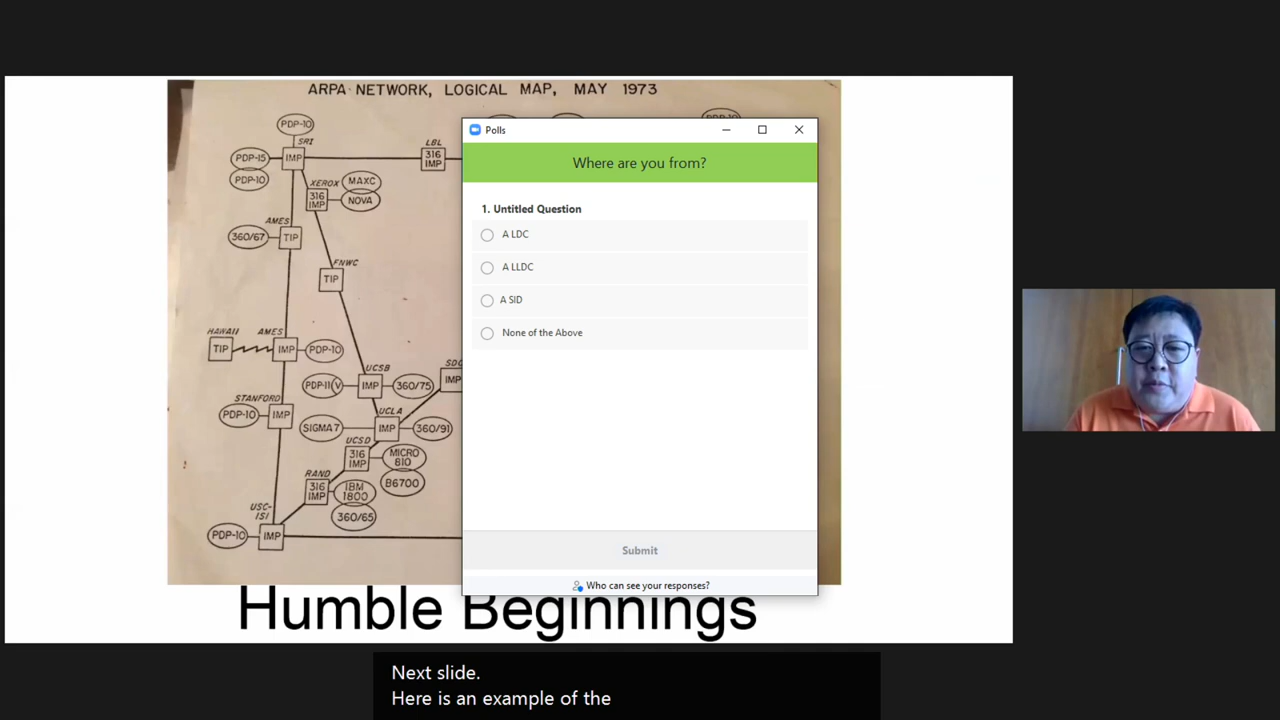 ARPA NETWORK, LOGICAL MAP, MAY 1973
PDP-10
SRI
PDP-15
IMP
PDP-10
LBL
316
IMP
XEROX
MAXC
316
IMP
NOVA
AMES
360/67
TIP
FNWC
TIP
HAWAII
AMES
TIP
IMP
PDP-10
UCSB
PDP-11
V
IMP
360/75
SDC
IMP
STANFORD
PDP-10
IMP
UCLA
SIGMA 7
IMP
360/91
UCSD
316
IMP
MICRO
810
B6700
RAND
316
IMP
IBM
1800
360/65
USC-
ISI
PDP-10
IMP
Polls
Where are you from?
1. Untitled Question
A LDC
A LLDC
A SID
None of the Above
Submit
Who can see your responses?
Humble Beginnings
Next slide.
Here is an example of the